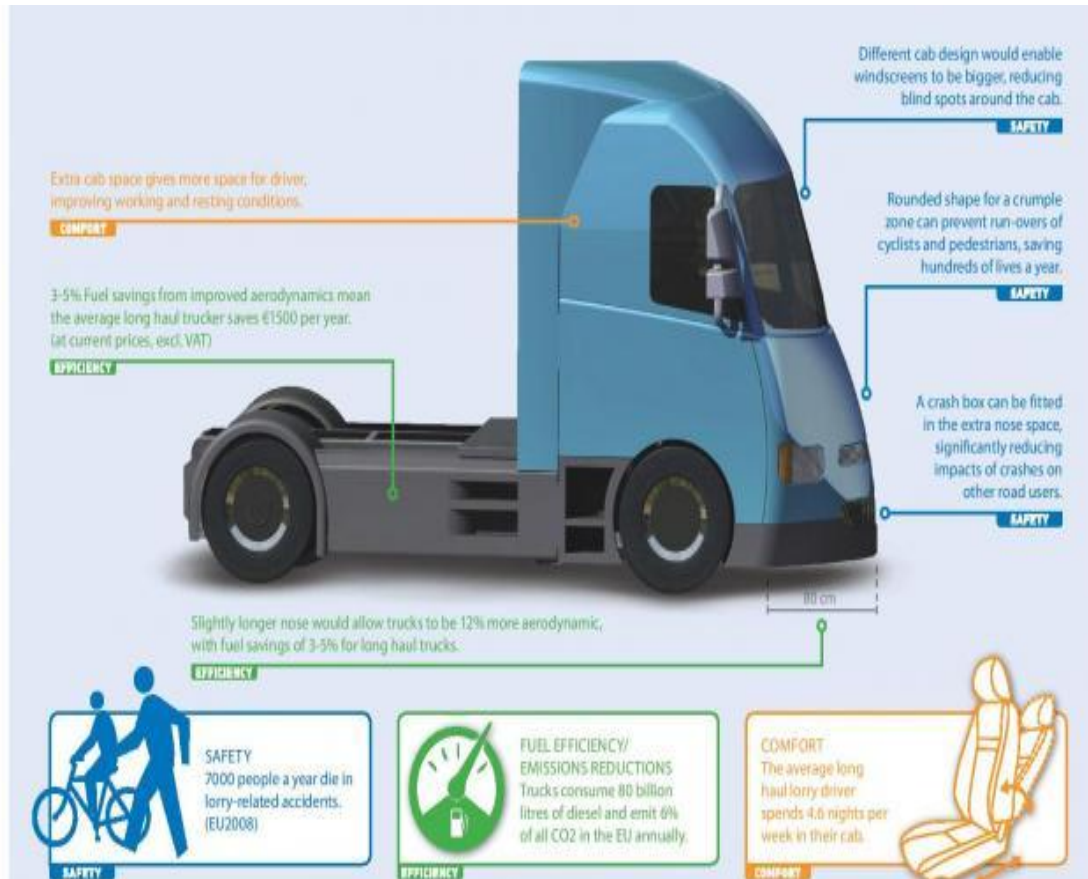 Different cab design would enable
windscreens to be bigger, reducing
blind spots around the cab.
SAFETY
Extra cab space gives more space for driver,
improving working and resting conditions.
COMFORT
Rounded shape for a crumple
zone can prevent run-overs of
cyclists and pedestrians, saving
hundreds of lives a year.
SAFETY
3-5% Fuel savings from improved aerodynamics mean
the average long haul trucker saves €1500 per year.
(at current prices, excl. VAT)
EFFICIENCY
A crash box can be fitted
in the extra nose space,
significantly reducing
impacts of crashes on
other road users.
SAFETY
80 cm
Slightly longer nose would allow trucks to be 12% more aerodynamic,
with fuel savings of 3-5% for long haul trucks.
EFFICIENCY
SAFETY
7000 people a year die in
lorry-related accidents.
(EU2008)
SAFETY
FUEL EFFICIENCY/
EMISSIONS REDUCTIONS
Trucks consume 80 billion
litres of diesel and emit 6%
of all CO2 in the EU annually.
EFFICIENCY
COMFORT
The average long
haul lorry driver
spends 4.6 nights per
week in their cab.
COMFORT